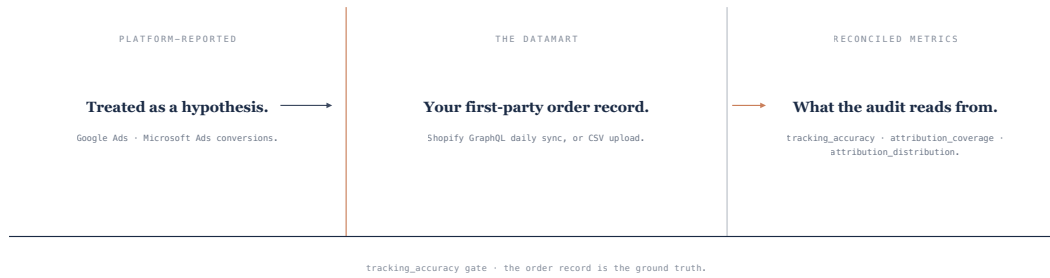 PLATFORM–REPORTED
Treated as a hypothesis.
Google Ads · Microsoft Ads conversions.
THE DATAMART
Your first-party order record.
Shopify GraphQL daily sync, or CSV upload.
RECONCILED METRICS
What the audit reads from.
tracking_accuracy · attribution_coverage ·
attribution_distribution.
tracking_accuracy gate · the order record is the ground truth.